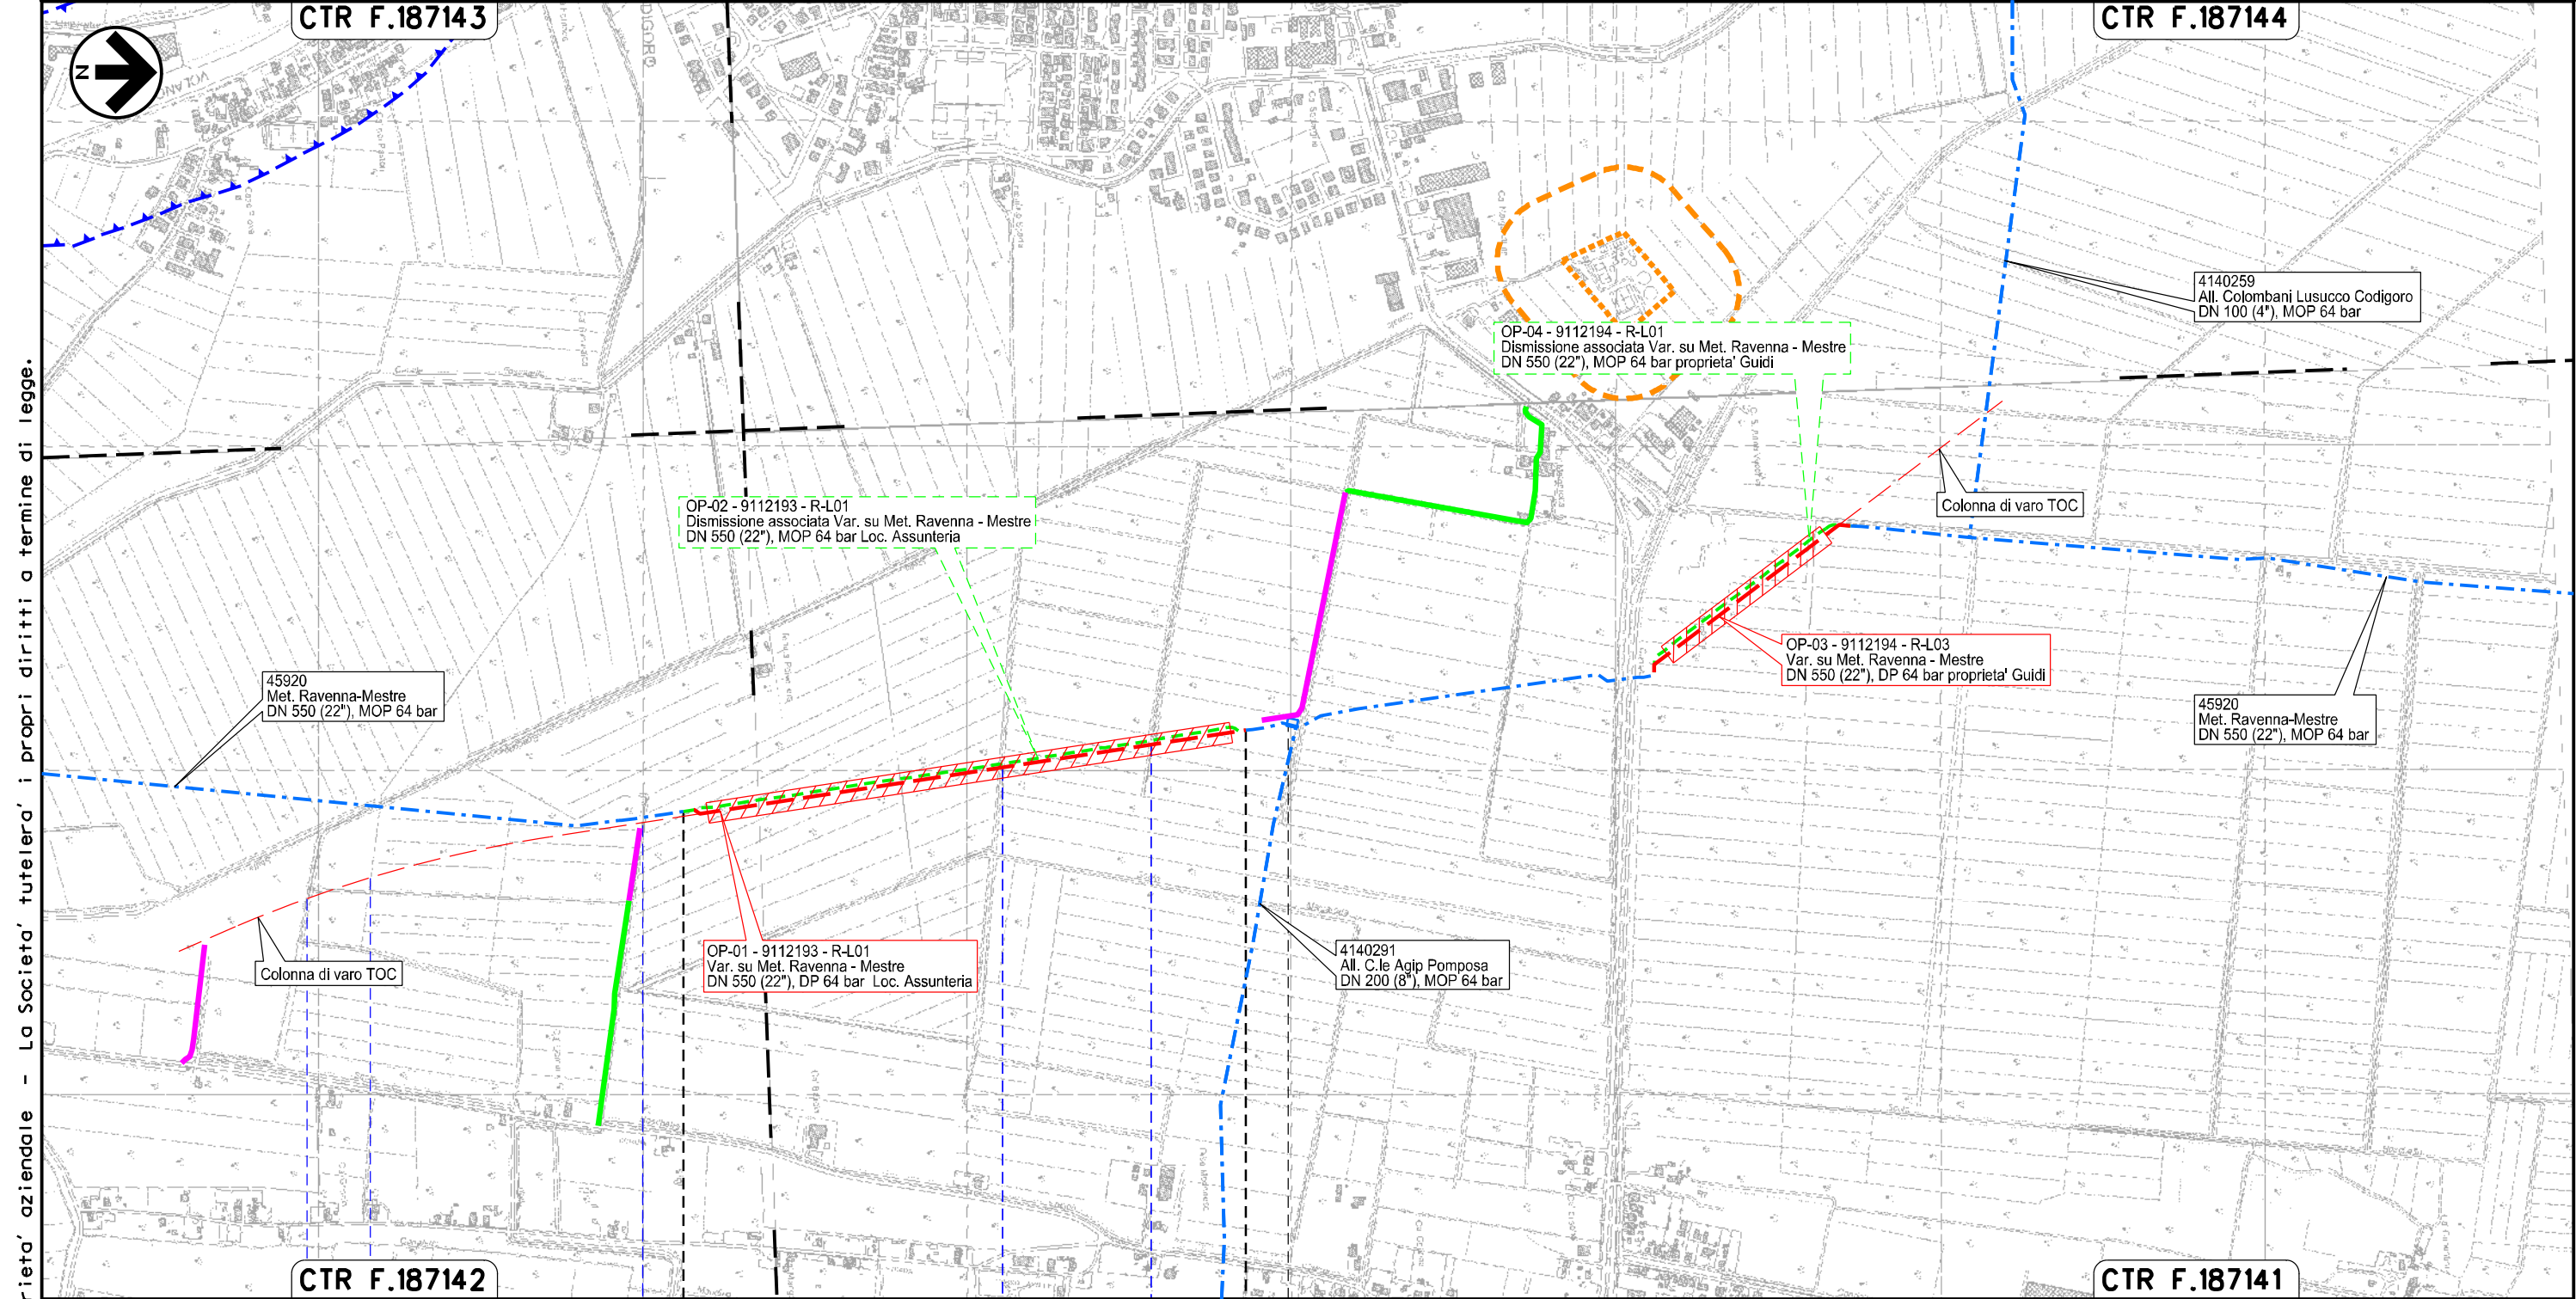 CTR F.187143
CTR F.187144
N
4140259
All. Colombani Lusucco Codigoro
DN 100 (4"), MOP 64 bar
OP-04 - 9112194 - R-L01
Dismissione associata Var. su Met. Ravenna - Mestre
DN 550 (22"), MOP 64 bar proprieta' Guidi
OP-02 - 9112193 - R-L01
Dismissione associata Var. su Met. Ravenna - Mestre
DN 550 (22"), MOP 64 bar Loc. Assunteria
Colonna di varo TOC
OP-03 - 9112194 - R-L03
Var. su Met. Ravenna - Mestre
DN 550 (22"), DP 64 bar proprieta' Guidi
45920
Met. Ravenna-Mestre
DN 550 (22"), MOP 64 bar
45920
Met. Ravenna-Mestre
DN 550 (22"), MOP 64 bar
OP-01 - 9112193 - R-L01
Var. su Met. Ravenna - Mestre
DN 550 (22"), DP 64 bar Loc. Assunteria
4140291
All. C.le Agip Pomposa
DN 200 (8"), MOP 64 bar
Colonna di varo TOC
rieta' aziendale - La Societa' tutelera' i propri diritti a termine di legge.
CTR F.187142
CTR F.187141